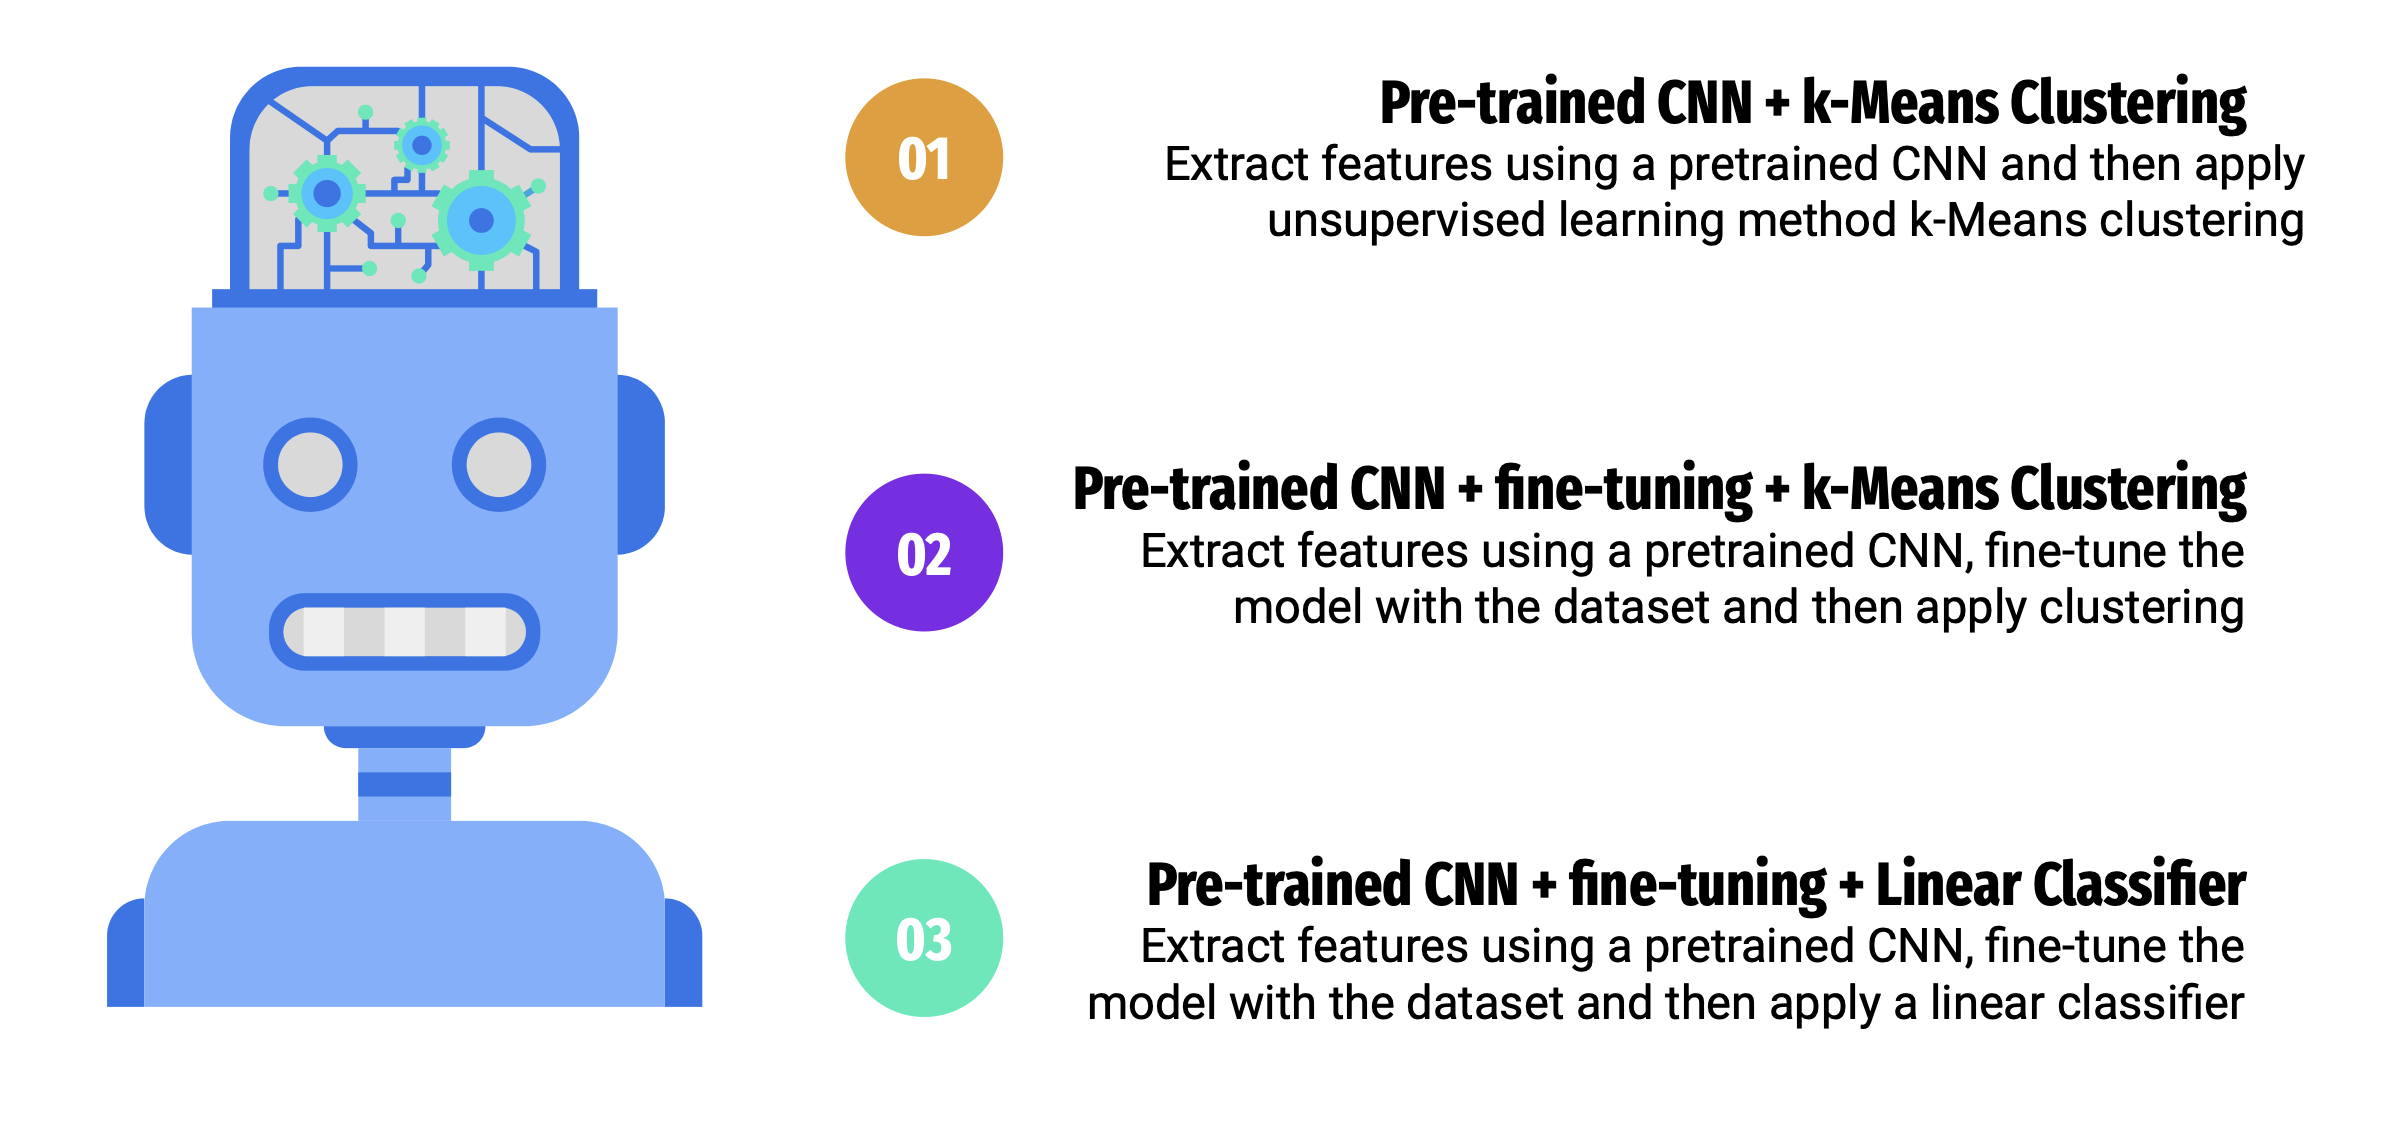 01
Pre-trained CNN + k-Means Clustering
Extract features using a pretrained CNN and then apply
unsupervised learning method k-Means clustering
02
Pre-trained CNN + fine-tuning + k-Means Clustering
Extract features using a pretrained CNN, fine-tune the
model with the dataset and then apply clustering
03
Pre-trained CNN + fine-tuning + Linear Classifier
Extract features using a pretrained CNN, fine-tune the
model with the dataset and then apply a linear classifier